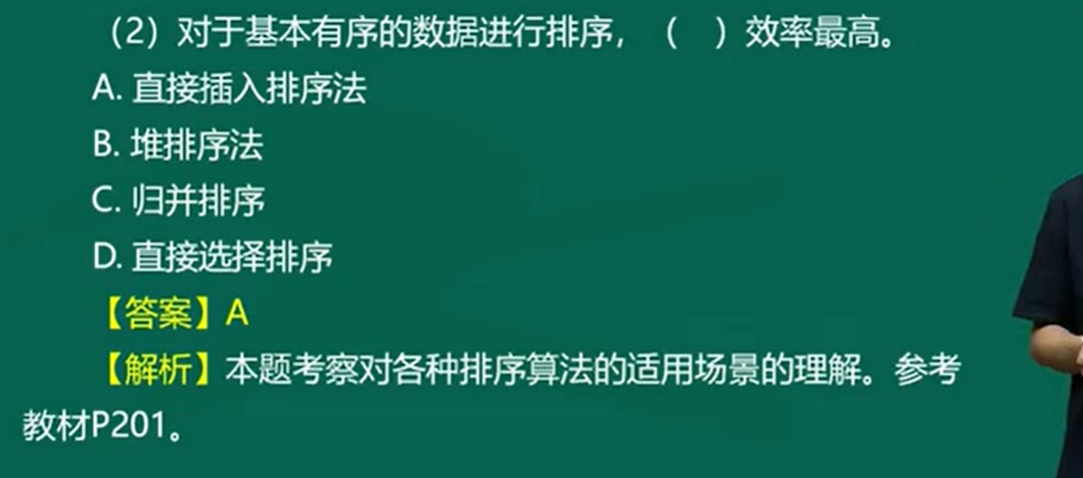 （2）对于基本有序的数据进行排序，（ ）效率最高。
A. 直接插入排序法
B. 堆排序法
C. 归并排序
D. 直接选择排序
【答案】A
【解析】本题考察对各种排序算法的适用场景的理解。参考
教材P201。